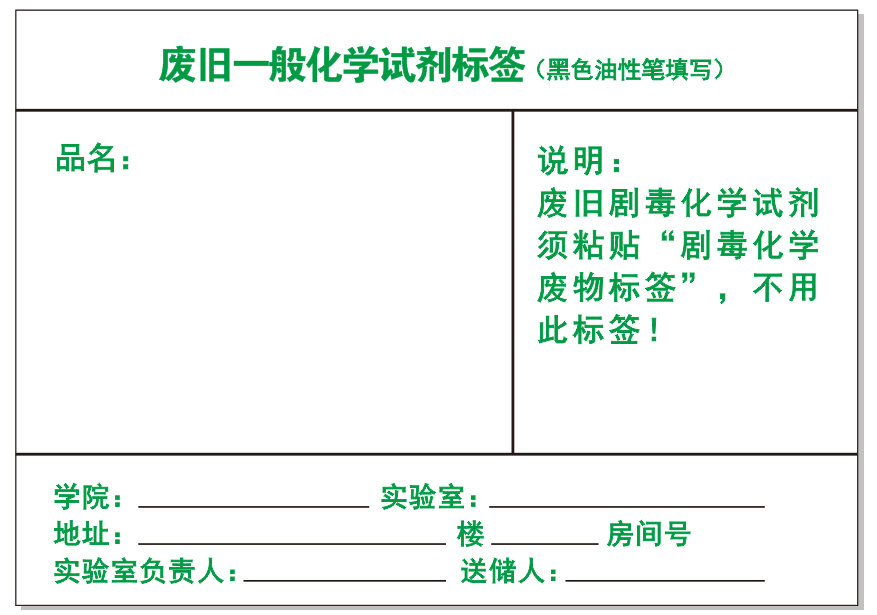 废旧一般化学试剂标签（黑色油性笔填写）
品名：
说明：
废旧剧毒化学试剂
须粘贴“剧毒化学
废物标签”，不用
此标签！
学院： 实验室：
地址： 楼 房间号
实验室负责人： 送储人：